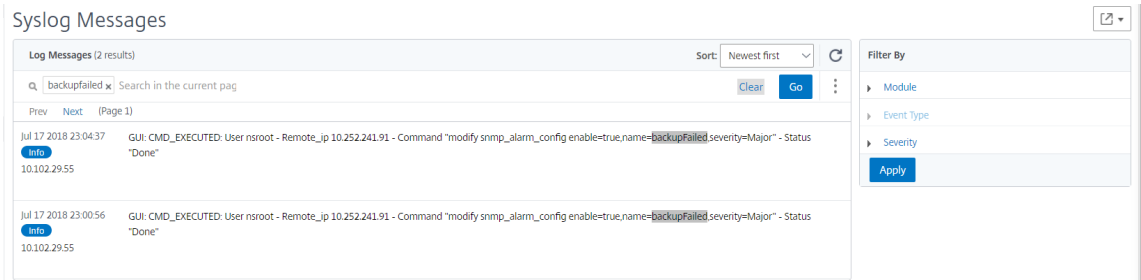 Syslog Messages
Log Messages (2 results)
Sort: Newest first
backupfailed x Search in the current pag
Clear Go
Prev Next (Page 1)
Jul 17 2018 23:04:37
Info
10.102.29.55
GUI: CMD_EXECUTED: User nsroot - Remote_ip 10.252.241.91 - Command "modify snmp_alarm_config enable=true,name=backupFailed,severity=Major" - Status
"Done"
Jul 17 2018 23:00:56
Info
10.102.29.55
GUI: CMD_EXECUTED: User nsroot - Remote_ip 10.252.241.91 - Command "modify snmp_alarm_config enable=true,name=backupFailed,severity=Major" - Status
"Done"
Filter By
Module
Event Type
Severity
Apply